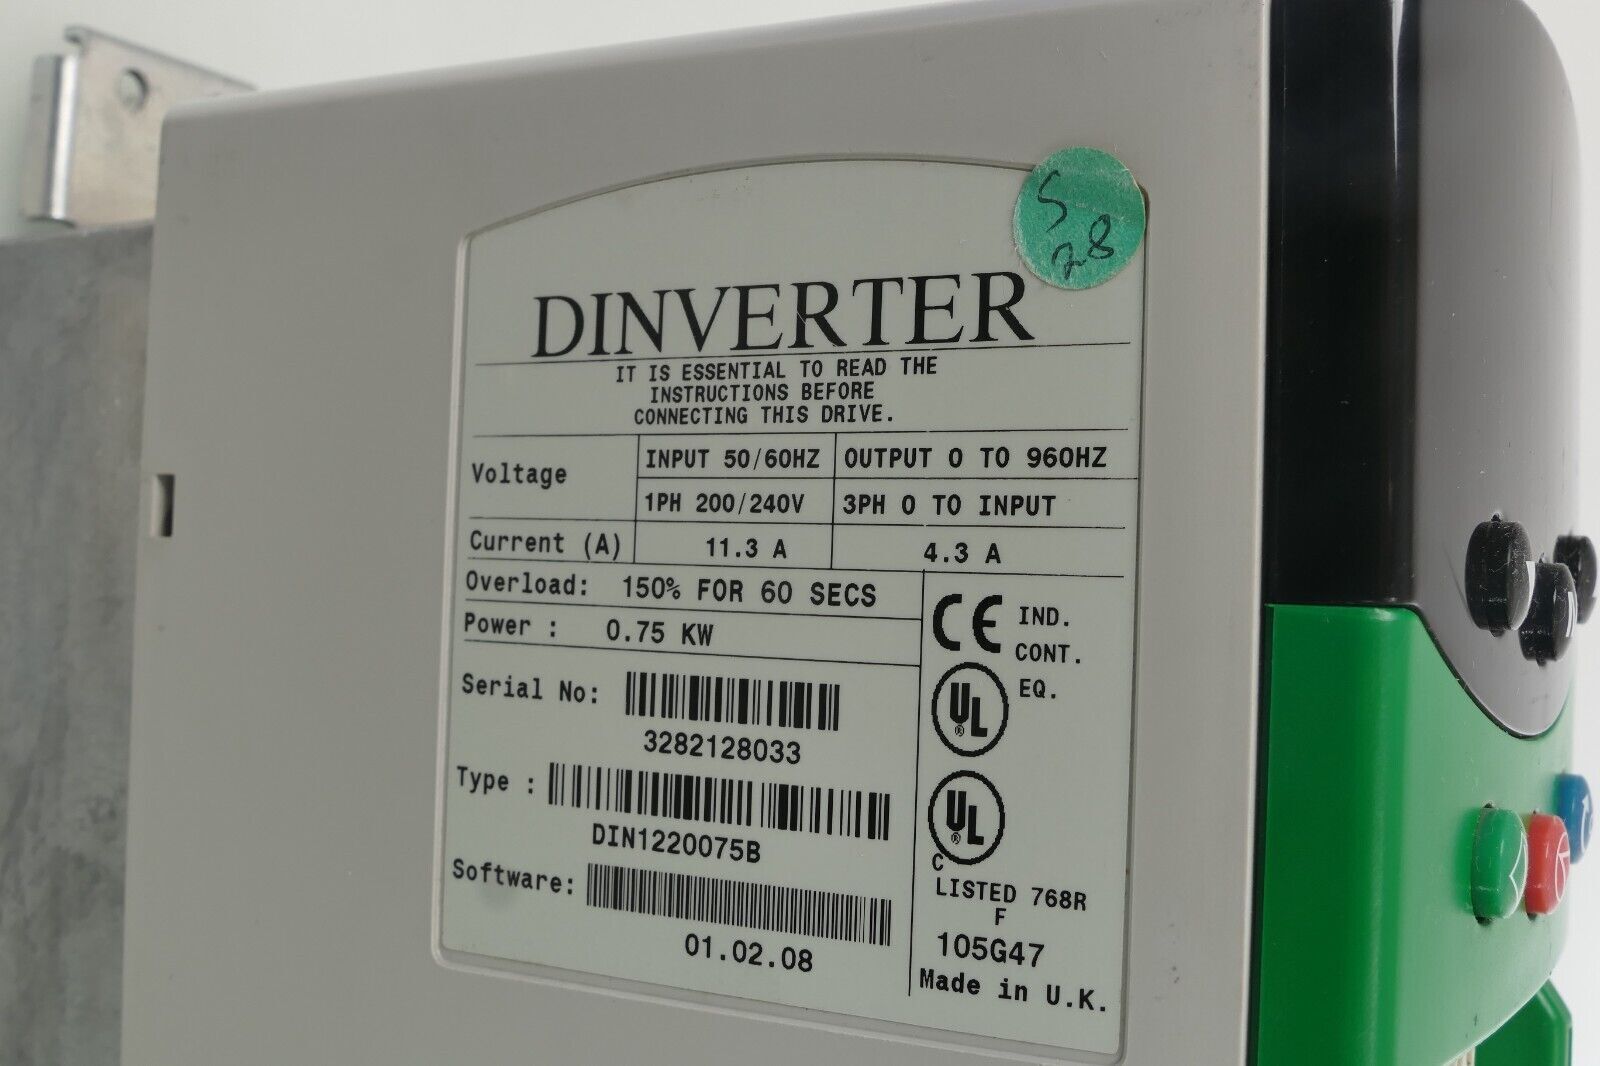 S
28
DINVERTER
IT IS ESSENTIAL TO READ THE
INSTRUCTIONS BEFORE
CONNECTING THIS DRIVE.
Voltage
INPUT 50/60HZ
OUTPUT 0 TO 960HZ
1PH 200/240V
3PH 0 TO INPUT
Current (A)
11.3 A
4.3 A
Overload: 150% FOR 60 SECS
Power : 0.75 KW
CE IND.
CONT.
EQ.
UL
®
Serial No:
3282128033
Type :
DIN1220075B
Software:
01.02.08
UL
®
C
LISTED 768R
F
105G47
Made in U.K.